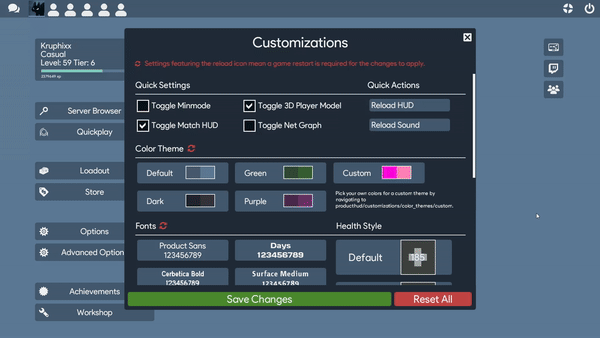 Kruphixx
Casual
Level: 59 Tier: 6
Server Browser
Quickplay
Loadout
Store
Options
Advanced Option
Achievements
Workshop
Customizations
Settings featuring the reload icon mean a game restart is required for the changes to apply.
Quick Settings
Quick Actions
Toggle Minmode
Toggle 3D Player Model
Reload HUD
Toggle Match HUD
Toggle Net Graph
Reload Sound
Color Theme
Default
Green
Custom
Dark
Purple
Pick your own colors for a custom theme by
navigating to
producthud/customizations/color_themes/custom.
Fonts
Health Style
Product Sans
123456789
Days
123456789
Default
185
Cerbetica Bold
123456789
Surface Medium
123456789
Save Changes
Reset All